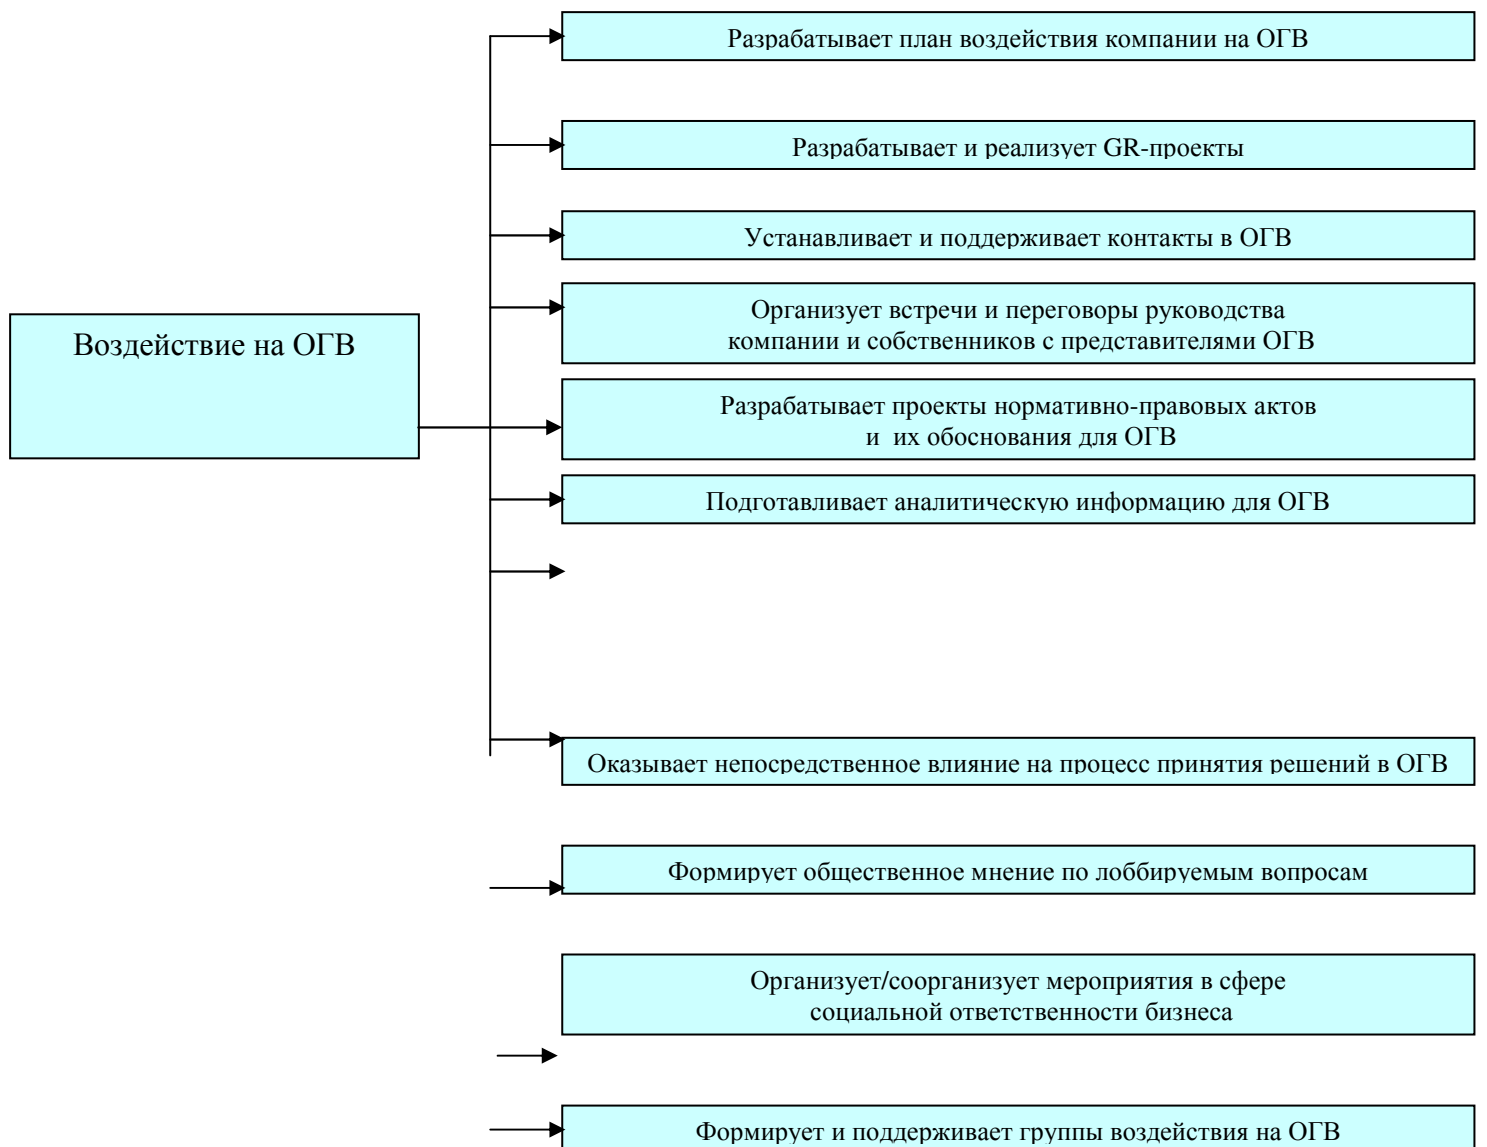 Разрабатывает план воздействия компании на ОГВ
Разрабатывает и реализует GR-проекты
Устанавливает и поддерживает контакты в ОГВ
Организует встречи и переговоры руководства
компании и собственников с представителями ОГВ
Воздействие на ОГВ
Разрабатывает проекты нормативно-правовых актов
и их обоснования для ОГВ
Подготавливает аналитическую информацию для ОГВ
Оказывает непосредственное влияние на процесс принятия решений в ОГВ
Формирует общественное мнение по лоббируемым вопросам
Организует/соорганизует мероприятия в сфере
социальной ответственности бизнеса
Формирует и поддерживает группы воздействия на ОГВ